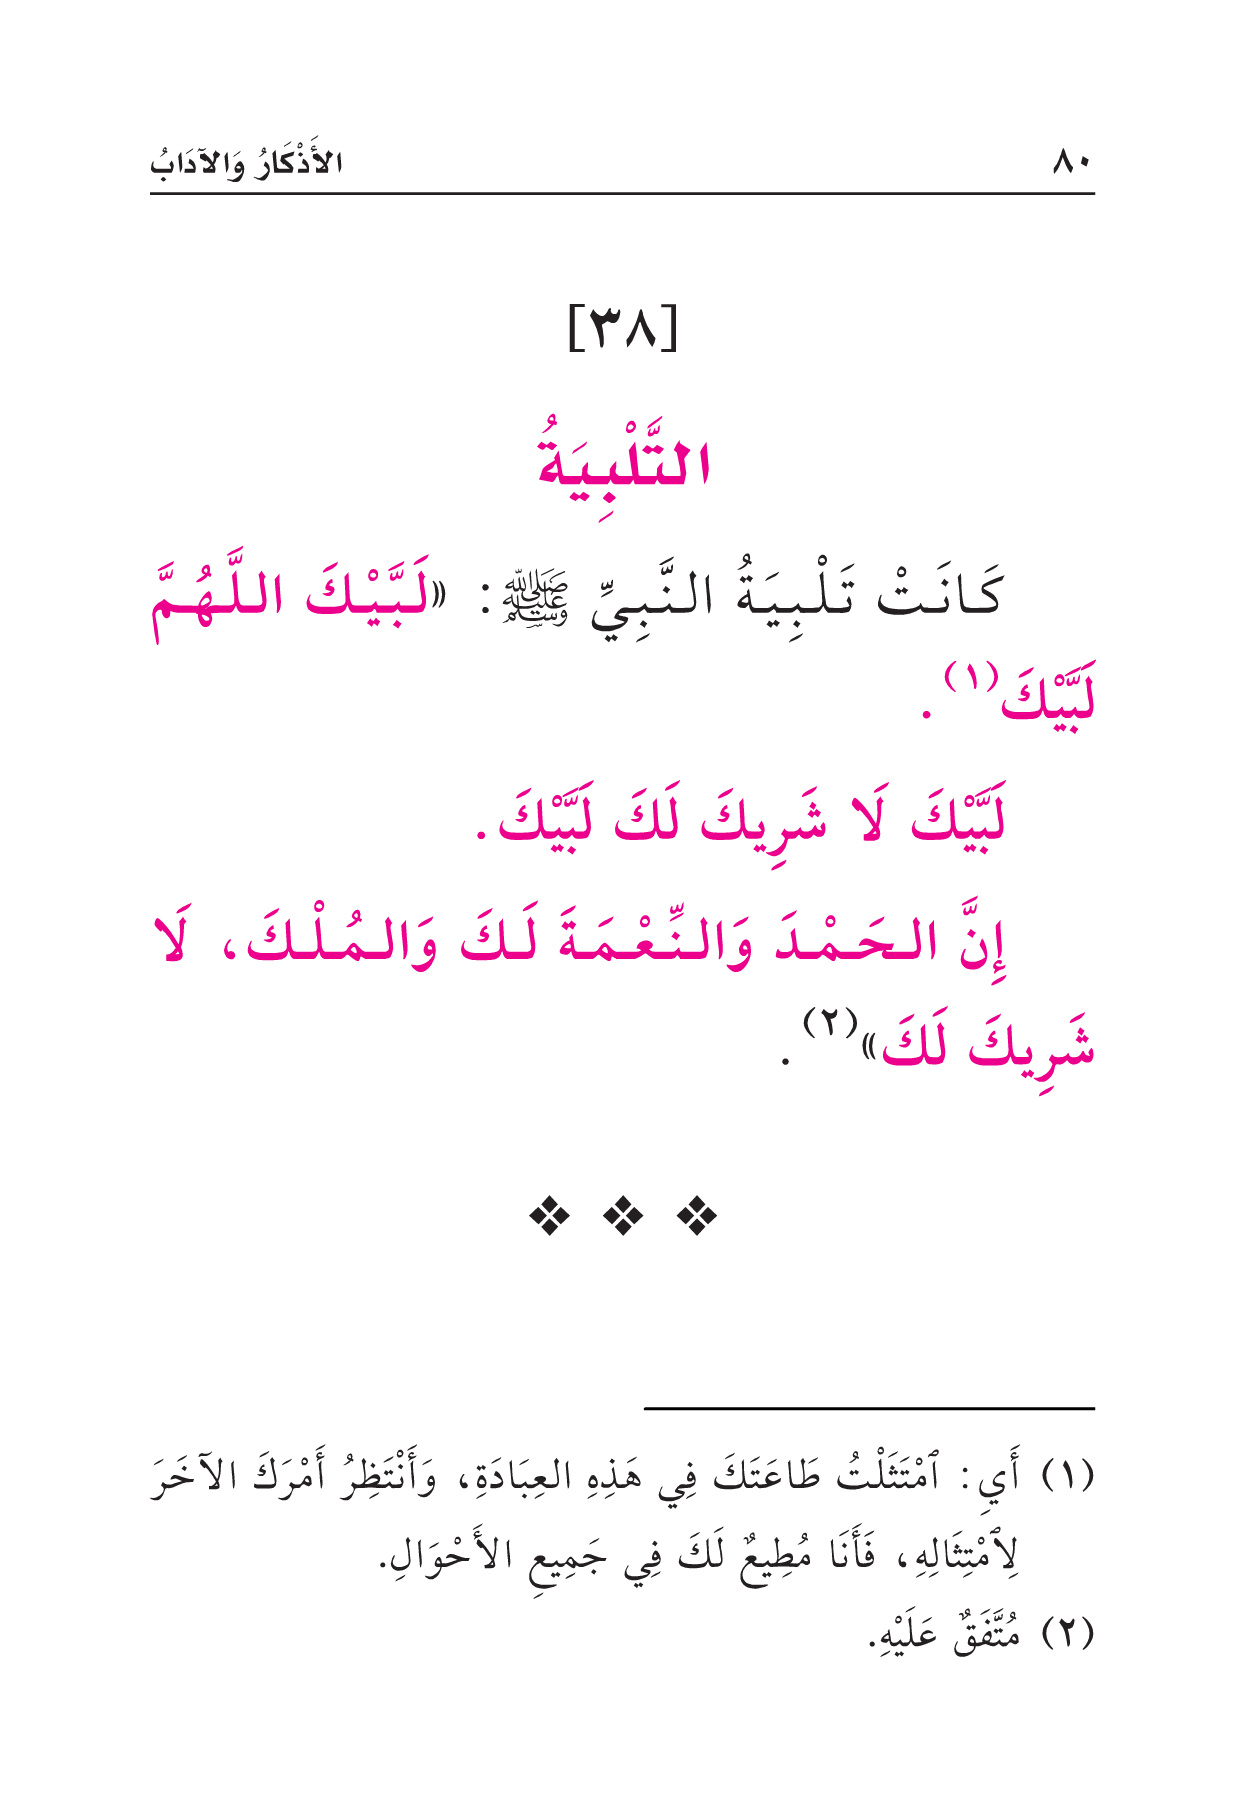 ٨٠ الأَذْكَارُ وَالآدَابُ
[٣٨]
التَّلْبِيَةُ
كَانَتْ تَلْبِيَةُ النَّبِيِّ ﷺ: «لَبَّيْكَ اللَّهُمَّ
لَبَّيْكَ(١).
لَبَّيْكَ لَا شَرِيكَ لَكَ لَبَّيْكَ.
إِنَّ الحَمْدَ وَالنِّعْمَةَ لَكَ وَالمُلْكَ، لَا
شَرِيكَ لَكَ»(٢).
(١) أَيِ: ٱمْتَثَلْتُ طَاعَتَكَ فِي هَذِهِ العِبَادَةِ، وَأَنْتَظِرُ أَمْرَكَ الآخَرَ
لِٱمْتِثَالِهِ، فَأَنَا مُطِيعٌ لَكَ فِي جَمِيعِ الأَحْوَالِ.
(٢) مُتَّفَقٌ عَلَيْهِ.